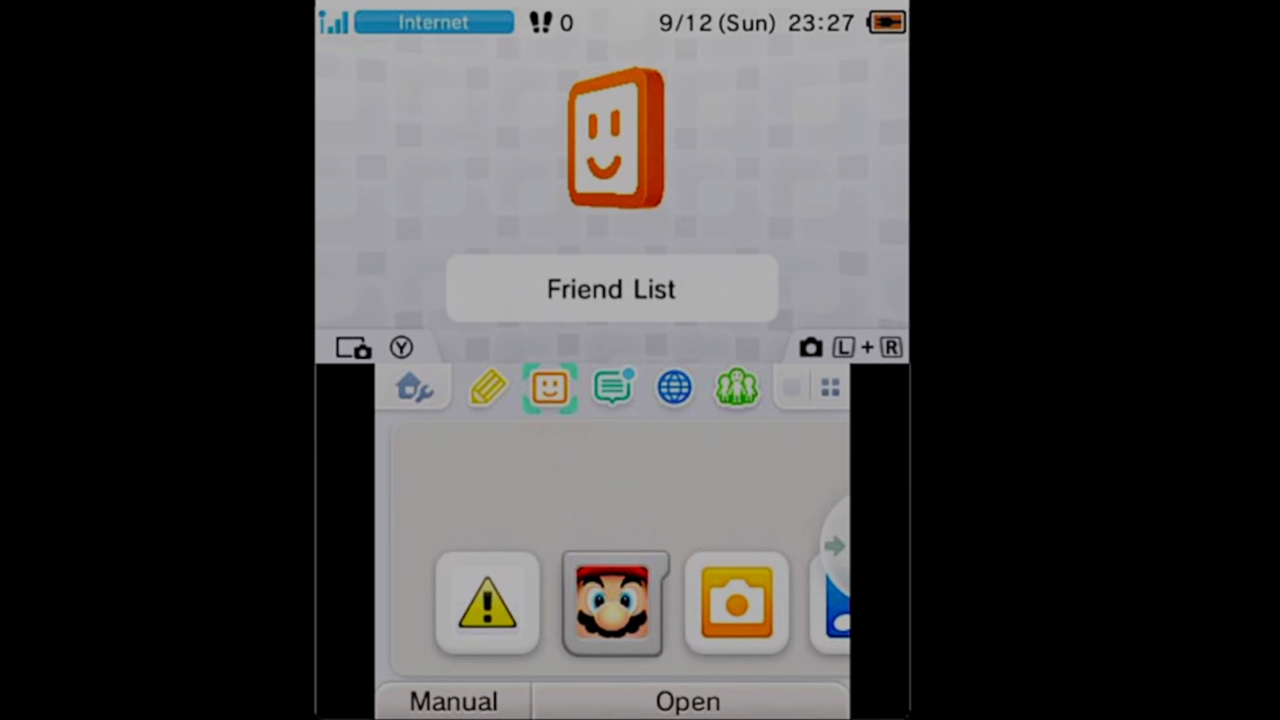 Internet 0 9/12 (Sun) 23:27
Friend List
Y L + R
Manual Open